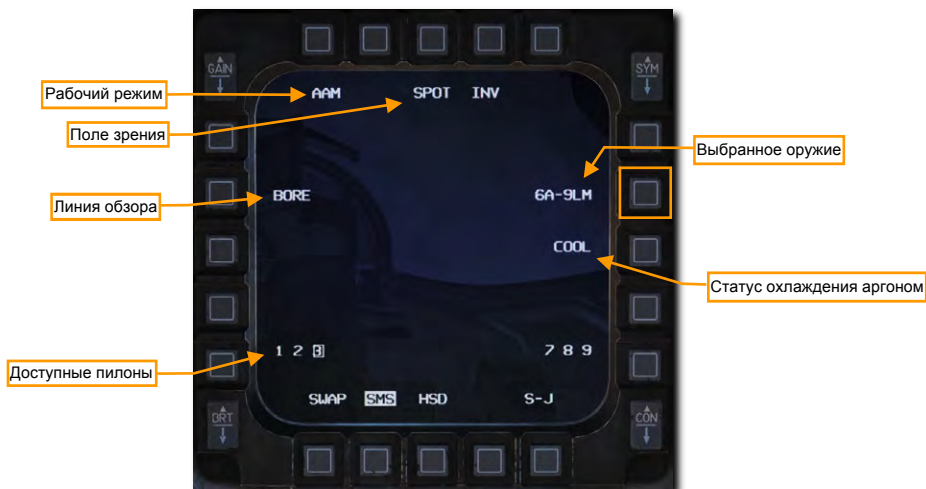 GAIN
SYM
AAM SPOT INV
Рабочий режим
Поле зрения
Выбранное оружие
BORE
6A-9LM
Линия обзора
COOL
Статус охлаждения аргоном
1 2 3
7 8 9
Доступные пилоны
SWAP SMS HSD S-J
BRT
CON